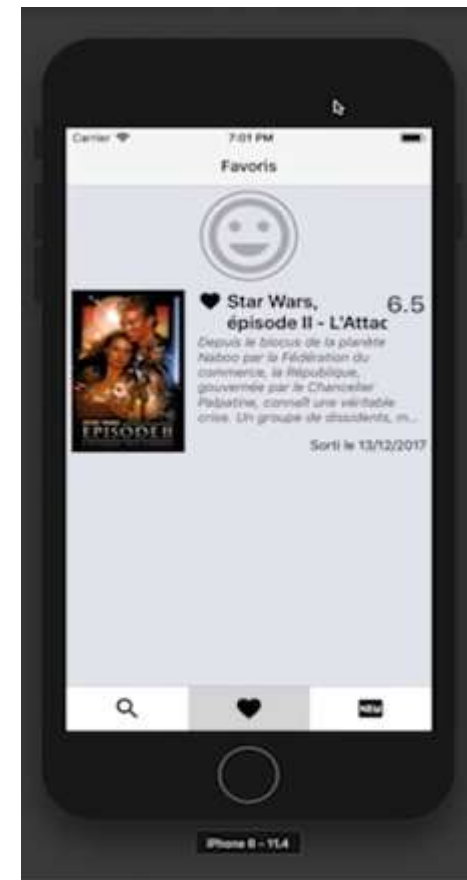 Carrier 7:01 PM
Favoris
Star Wars, 6.5
épisode II - L'Attac
Depuis le blocus de la planète
Naboo par la Fédération du
commerce, la République,
gouvernée par le Chancelier
Palpatine, connaît une véritable
crise. Un groupe de dissidents, m...
EPISODE II
Sorti le 13/12/2017
NEW
iPhone 8 - 11.4